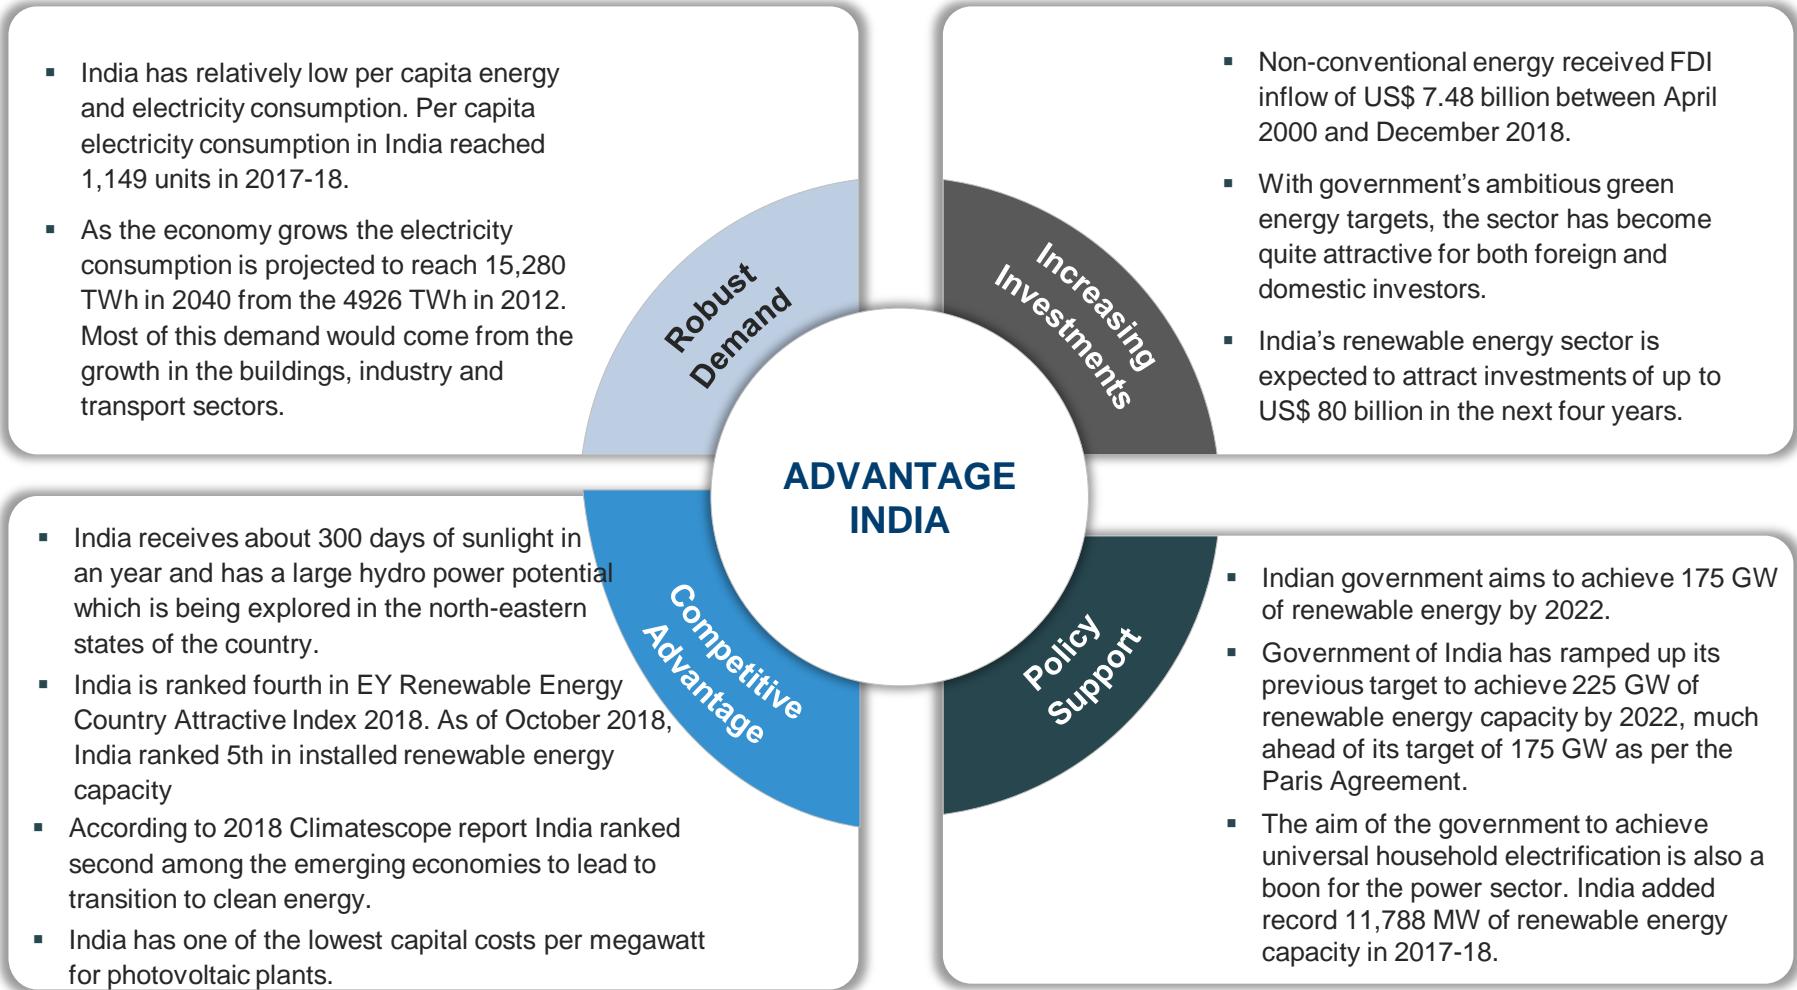 ▪ India has relatively low per capita energy
and electricity consumption. Per capita
electricity consumption in India reached
1,149 units in 2017-18.
▪ As the economy grows the electricity
consumption is projected to reach 15,280
TWh in 2040 from the 4926 TWh in 2012.
Most of this demand would come from the
growth in the buildings, industry and
transport sectors.
Robust
Demand
▪ Non-conventional energy received FDI
inflow of US$ 7.48 billion between April
2000 and December 2018.
▪ With government’s ambitious green
energy targets, the sector has become
quite attractive for both foreign and
domestic investors.
▪ India’s renewable energy sector is
expected to attract investments of up to
US$ 80 billion in the next four years.
Increasing
Investments
ADVANTAGE
INDIA
▪ India receives about 300 days of sunlight in
an year and has a large hydro power potential
which is being explored in the north-eastern
states of the country.
▪ India is ranked fourth in EY Renewable Energy
Country Attractive Index 2018. As of October 2018,
India ranked 5th in installed renewable energy
capacity
▪ According to 2018 Climatescope report India ranked
second among the emerging economies to lead to
transition to clean energy.
▪ India has one of the lowest capital costs per megawatt
for photovoltaic plants.
Competitive
Advantage
Policy
Support
▪ Indian government aims to achieve 175 GW
of renewable energy by 2022.
▪ Government of India has ramped up its
previous target to achieve 225 GW of
renewable energy capacity by 2022, much
ahead of its target of 175 GW as per the
Paris Agreement.
▪ The aim of the government to achieve
universal household electrification is also a
boon for the power sector. India added
record 11,788 MW of renewable energy
capacity in 2017-18.